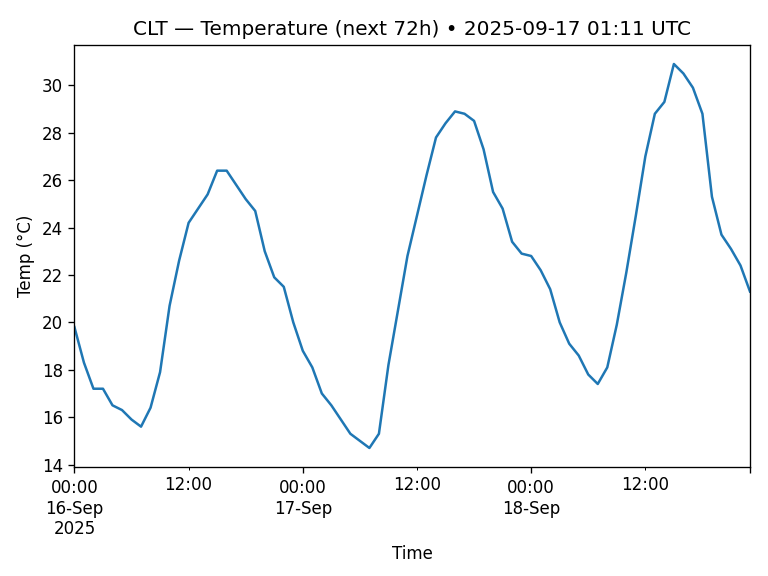 CLT — Temperature (next 72h) • 2025-09-17 01:11 UTC
Temp (°C)
30
28
26
24
22
20
18
16
14
00:00 12:00 00:00 12:00 00:00 12:00
16-Sep 17-Sep 18-Sep
2025
Time